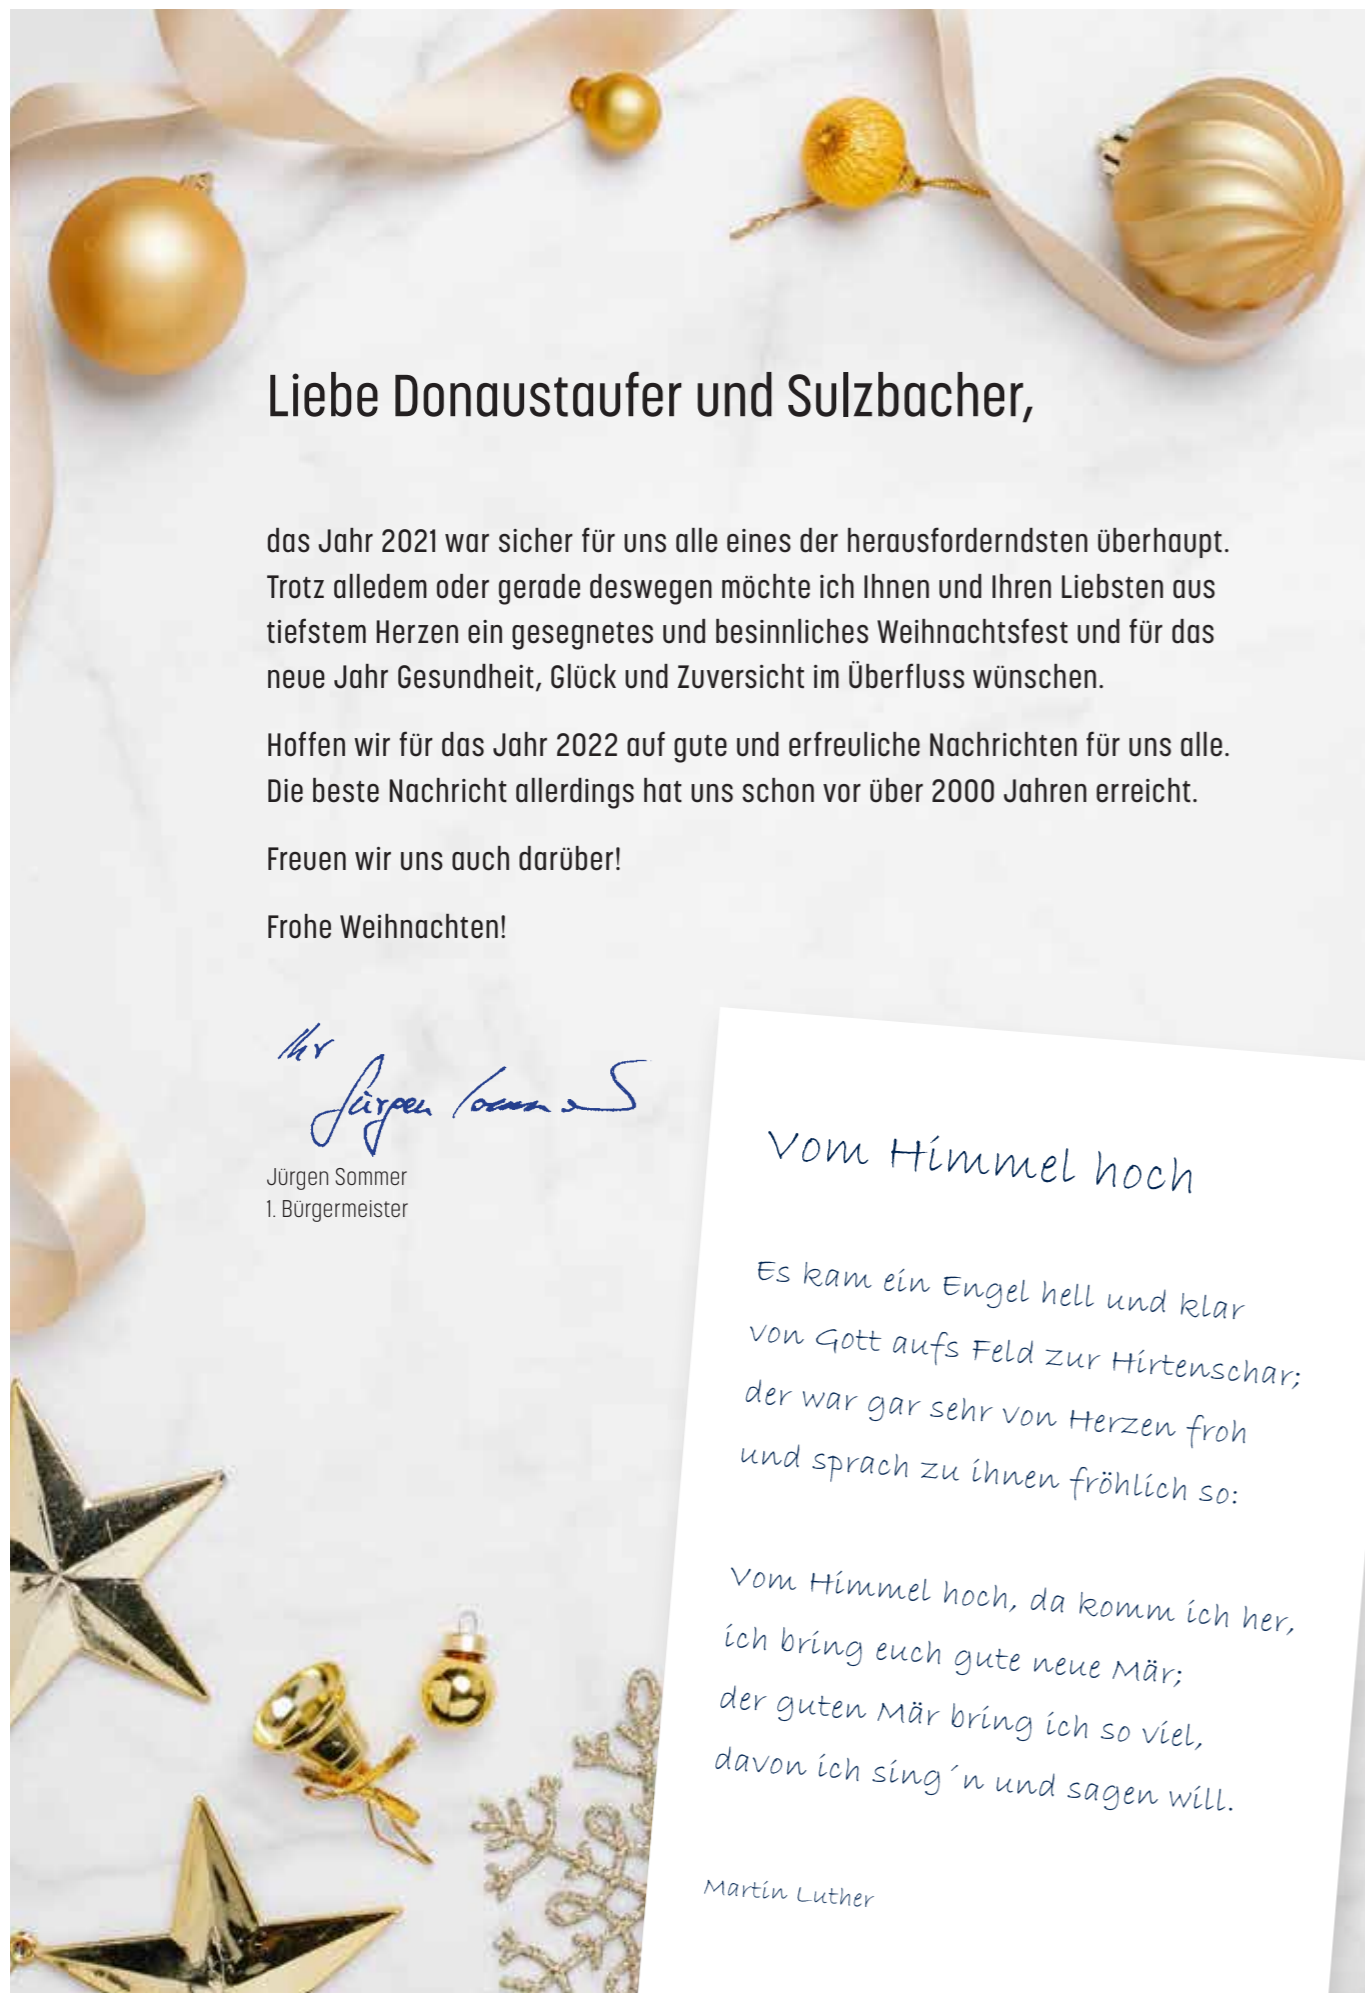 Liebe Donaustaufer und Sulzbacher,
das Jahr 2021 war sicher für uns alle eines der herausforderndsten überhaupt.
Trotz alledem oder gerade deswegen möchte ich Ihnen und Ihren Liebsten aus
tiefstem Herzen ein gesegnetes und besinnliches Weihnachtsfest und für das
neue Jahr Gesundheit, Glück und Zuversicht im Überfluss wünschen.
Hoffen wir für das Jahr 2022 auf gute und erfreuliche Nachrichten für uns alle.
Die beste Nachricht allerdings hat uns schon vor über 2000 Jahren erreicht.
Freuen wir uns auch darüber!
Frohe Weihnachten!
Ihr
Jürgen Sommer
Jürgen Sommer
1. Bürgermeister
Vom Himmel hoch
Es kam ein Engel hell und klar
von Gott aufs Feld zur Hirtenschar;
der war gar sehr von Herzen froh
und sprach zu ihnen fröhlich so:
Vom Himmel hoch, da komm ich her,
ich bring euch gute neue Mär;
der guten Mär bring ich so viel,
davon ich sing´n und sagen will.
Martin Luther